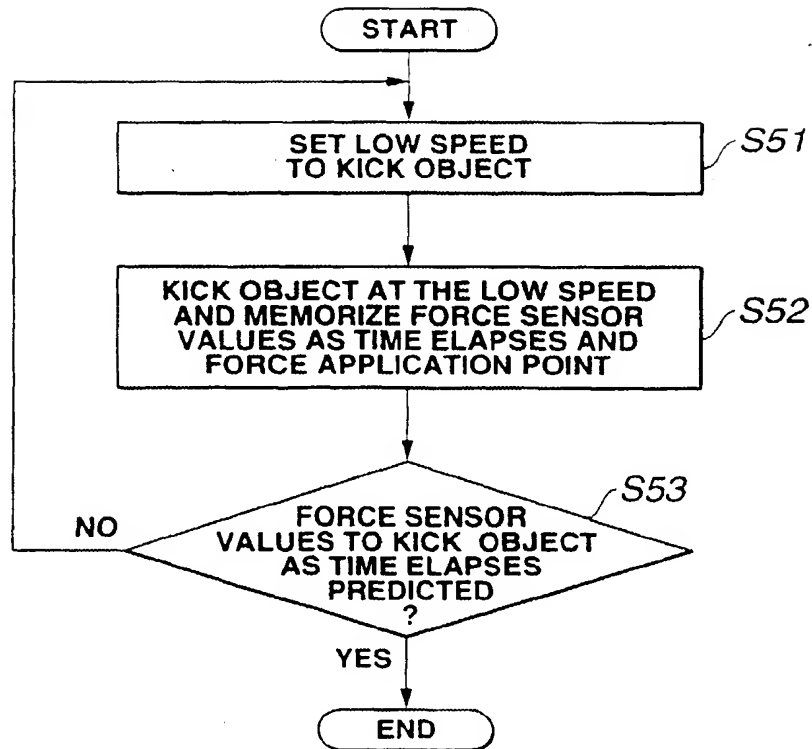 START
SET LOW SPEED
TO KICK OBJECT
S51
KICK OBJECT AT THE LOW SPEED
AND MEMORIZE FORCE SENSOR
VALUES AS TIME ELAPSES AND
FORCE APPLICATION POINT
S52
S53
FORCE SENSOR
VALUES TO KICK OBJECT
AS TIME ELAPSES
PREDICTED
?
NO
YES
END